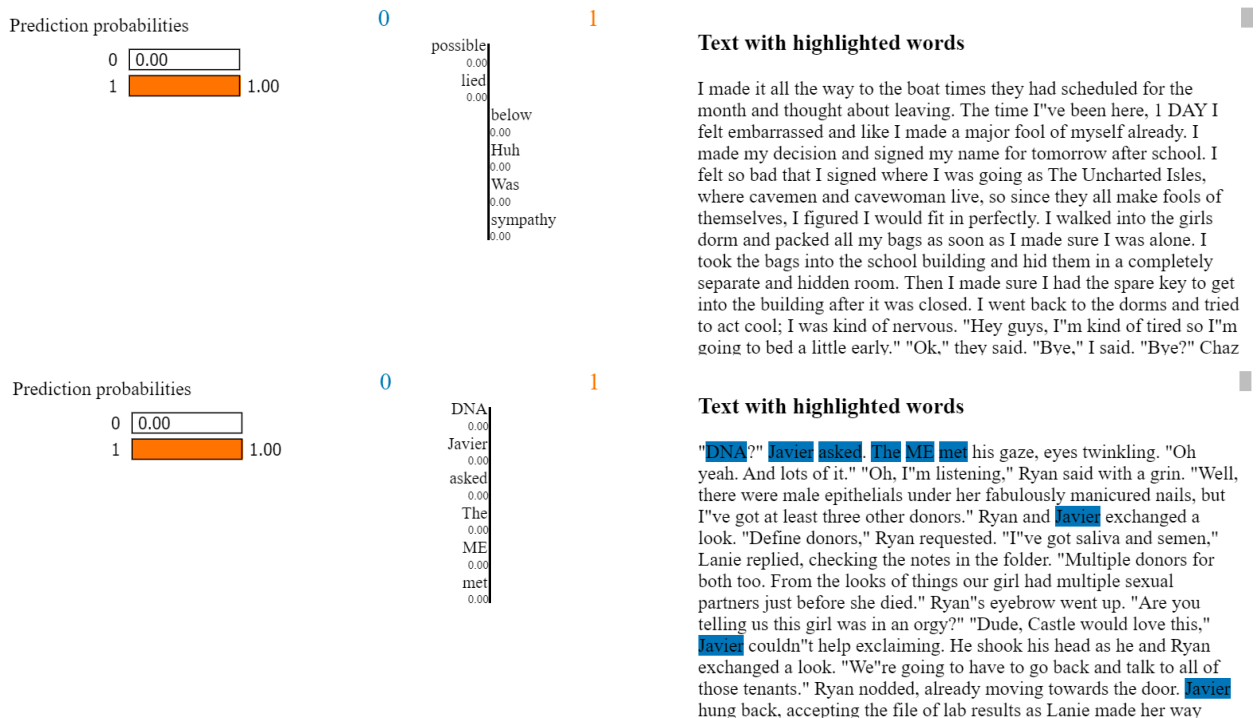 Prediction probabilities
0 0.00
1 1.00
0 1
possible
0.00
lied
0.00
below
0.00
Huh
0.00
Was
0.00
sympathy
0.00
Text with highlighted words
I made it all the way to the boat times they had scheduled for the
month and thought about leaving. The time I"ve been here, 1 DAY I
felt embarrassed and like I made a major fool of myself already. I
made my decision and signed my name for tomorrow after school. I
felt so bad that I signed where I was going as The Uncharted Isles,
where cavemen and cavewoman live, so since they all make fools of
themselves, I figured I would fit in perfectly. I walked into the girls
dorm and packed all my bags as soon as I made sure I was alone. I
took the bags into the school building and hid them in a completely
separate and hidden room. Then I made sure I had the spare key to get
into the building after it was closed. I went back to the dorms and tried
to act cool; I was kind of nervous. "Hey guys, I"m kind of tired so I"m
going to bed a little early." "Ok," they said. "Bye," I said. "Bye?" Chaz
Prediction probabilities
0 0.00
1 1.00
0 1
DNA
0.00
Javier
0.00
asked
0.00
The
0.00
ME
0.00
met
0.00
Text with highlighted words
"DNA?" Javier asked. The ME met his gaze, eyes twinkling. "Oh
yeah. And lots of it." "Oh, I"m listening," Ryan said with a grin. "Well,
there were male epithelials under her fabulously manicured nails, but
I"ve got at least three other donors." Ryan and Javier exchanged a
look. "Define donors," Ryan requested. "I"ve got saliva and semen,"
Lanie replied, checking the notes in the folder. "Multiple donors for
both too. From the looks of things our girl had multiple sexual
partners just before she died." Ryan"s eyebrow went up. "Are you
telling us this girl was in an orgy?" "Dude, Castle would love this,"
Javier couldn"t help exclaiming. He shook his head as he and Ryan
exchanged a look. "We"re going to have to go back and talk to all of
those tenants." Ryan nodded, already moving towards the door. Javier
hung back, accepting the file of lab results as Lanie made her way